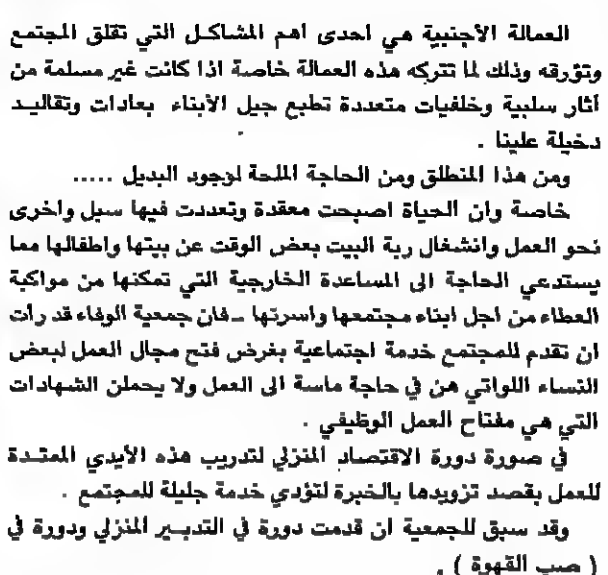 العمالة الأجنبية هي احدى اهم المشاكل التي تقلق المجتمع
وتؤرقه وذلك لما تتركه هذه العمالة خاصة اذا كانت غير مسلمة من
آثار سلبية وخلفيات متعددة تطبع جيل الأبناء بعادات وتقاليد
دخيلة علينا .
ومن هذا المنطلق ومن الحاجة الملحة لوجود البديل .....
خاصة وان الحياة اصبحت معقدة وتعددت فيها سبل واخرى
نحو العمل وانشغال ربة البيت بعض الوقت عن بيتها واطفالها مما
يستدعي الحاجة الى المساعدة الخارجية التي تمكنها من مواكبة
العطاء من اجل ابناء مجتمعها واسرتها ـ فان جمعية الوفاء قد رات
ان تقدم للمجتمع خدمة اجتماعية بغرض فتح مجال العمل لبعض
النساء اللواتي هن في حاجة ماسة الى العمل ولا يحملن الشهادات
التي هي مفتاح العمل الوظيفي .
في صورة دورة الاقتصاد المنزلي لتدريب هذه الأيدي الممتدة
للعمل بقصد تزويدها بالخبرة لتؤدي خدمة جليلة للمجتمع .
وقد سبق للجمعية ان قدمت دورة في التدبير المنزلي ودورة في
( صب القهوة ) .